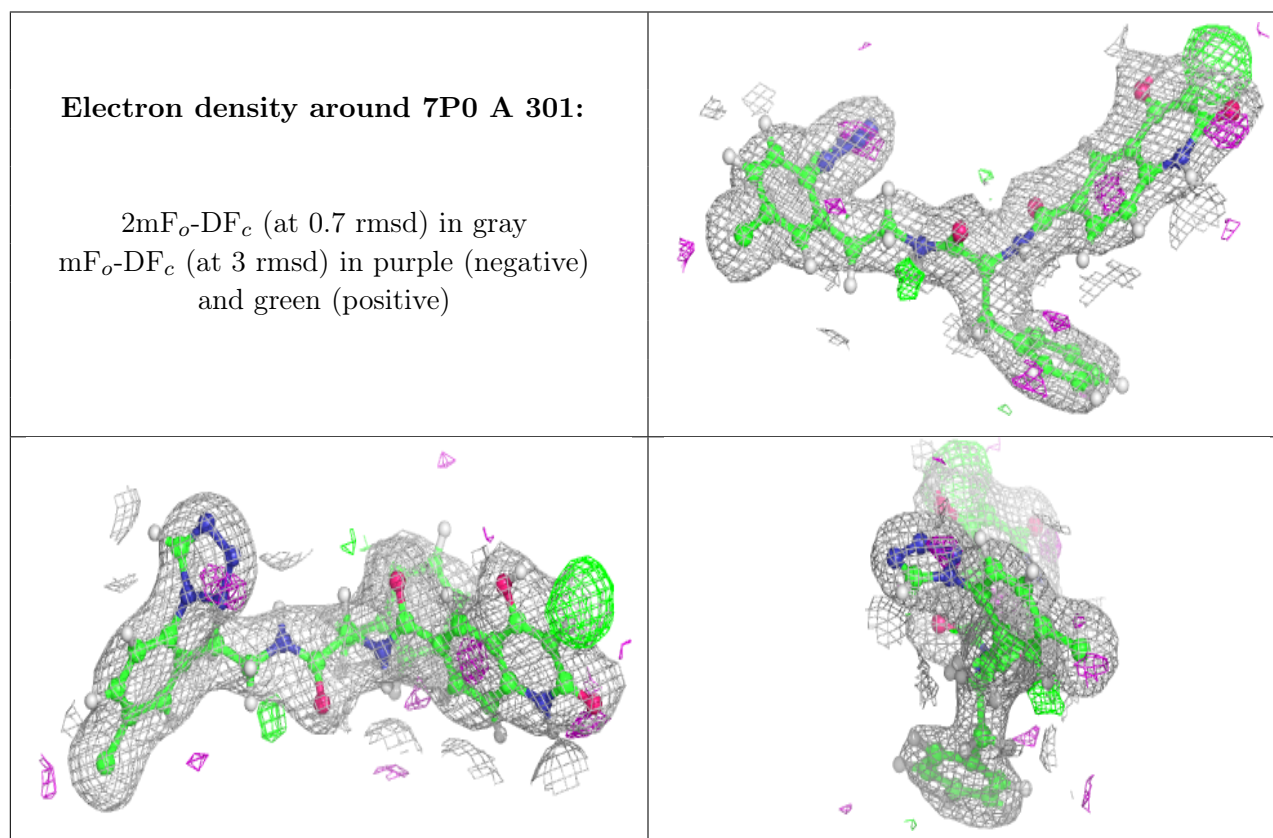 Electron density around 7P0 A 301:
2mFo-DFc (at 0.7 rmsd) in gray
mFo-DFc (at 3 rmsd) in purple (negative)
and green (positive)